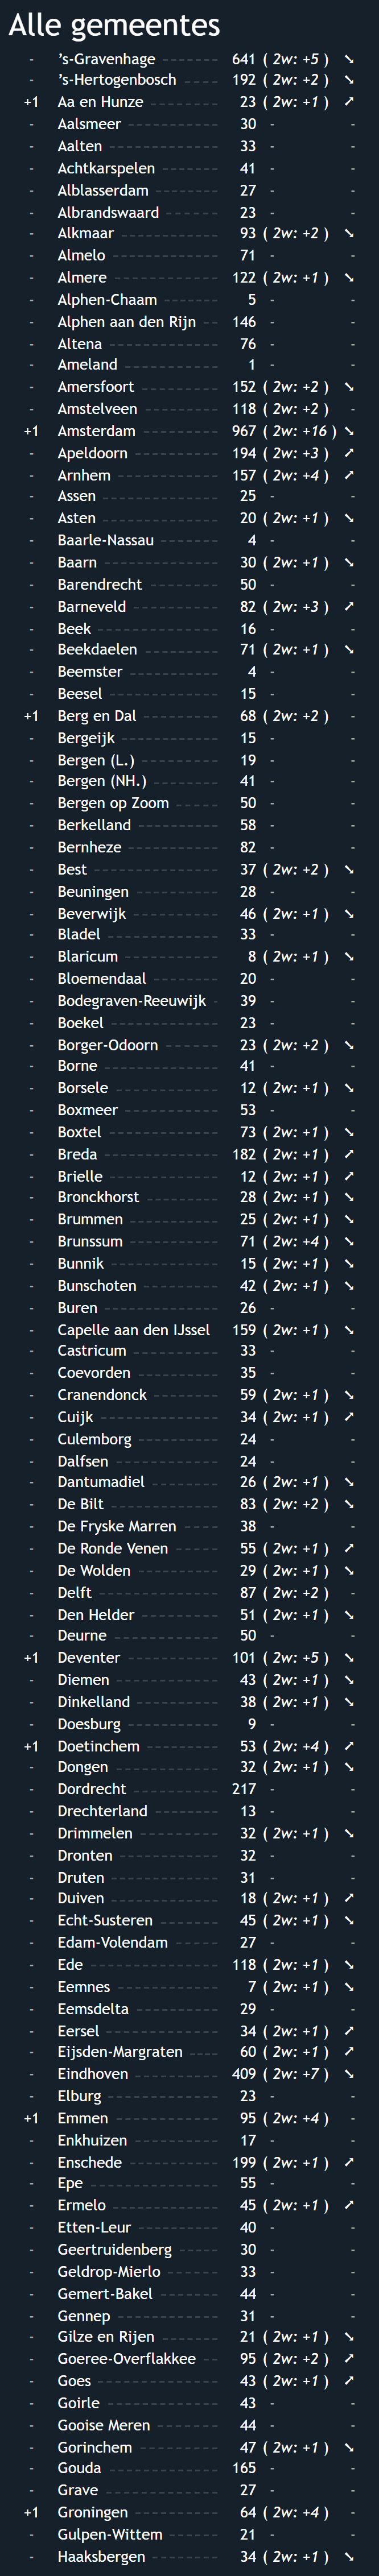 Alle gemeentes
- ’s-Gravenhage 641 ( 2w: +5 ) ➘
- ’s-Hertogenbosch 192 ( 2w: +2 ) ➘
+1 Aa en Hunze 23 ( 2w: +1 ) ➚
- Aalsmeer 30 - -
- Aalten 33 - -
- Achtkarspelen 41 - -
- Alblasserdam 27 - -
- Albrandswaard 23 - -
- Alkmaar 93 ( 2w: +2 ) ➘
- Almelo 71 - -
- Almere 122 ( 2w: +1 ) ➘
- Alphen-Chaam 5 - -
- Alphen aan den Rijn 146 - -
- Altena 76 - -
- Ameland 1 - -
- Amersfoort 152 ( 2w: +2 ) ➘
- Amstelveen 118 ( 2w: +2 ) -
+1 Amsterdam 967 ( 2w: +16 ) ➘
- Apeldoorn 194 ( 2w: +3 ) ➚
- Arnhem 157 ( 2w: +4 ) ➚
- Assen 25 - -
- Asten 20 ( 2w: +1 ) ➘
- Baarle-Nassau 4 - -
- Baarn 30 ( 2w: +1 ) ➘
- Barendrecht 50 - -
- Barneveld 82 ( 2w: +3 ) ➚
- Beek 16 - -
- Beekdaelen 71 ( 2w: +1 ) ➘
- Beemster 4 - -
- Beesel 15 - -
+1 Berg en Dal 68 ( 2w: +2 ) -
- Bergeijk 15 - -
- Bergen (L.) 19 - -
- Bergen (NH.) 41 - -
- Bergen op Zoom 50 - -
- Berkelland 58 - -
- Bernheze 82 - -
- Best 37 ( 2w: +2 ) ➘
- Beuningen 28 - -
- Beverwijk 46 ( 2w: +1 ) ➘
- Bladel 33 - -
- Blaricum 8 ( 2w: +1 ) ➘
- Bloemendaal 20 - -
- Bodegraven-Reeuwijk 39 - -
- Boekel 23 - -
- Borger-Odoorn 23 ( 2w: +2 ) ➘
- Borne 41 - -
- Borsele 12 ( 2w: +1 ) ➘
- Boxmeer 53 - -
- Boxtel 73 ( 2w: +1 ) ➘
- Breda 182 ( 2w: +1 ) ➚
- Brielle 12 ( 2w: +1 ) ➚
- Bronckhorst 28 ( 2w: +1 ) ➘
- Brummen 25 ( 2w: +1 ) ➘
- Brunssum 71 ( 2w: +4 ) ➘
- Bunnik 15 ( 2w: +1 ) ➘
- Bunschoten 42 ( 2w: +1 ) ➘
- Buren 26 - -
- Capelle aan den IJssel 159 ( 2w: +1 ) ➘
- Castricum 33 - -
- Coevorden 35 - -
- Cranendonck 59 ( 2w: +1 ) ➘
- Cuijk 34 ( 2w: +1 ) ➚
- Culemborg 24 - -
- Dalfsen 24 - -
- Dantumadiel 26 ( 2w: +1 ) ➘
- De Bilt 83 ( 2w: +2 ) ➘
- De Fryske Marren 38 - -
- De Ronde Venen 55 ( 2w: +1 ) ➚
- De Wolden 29 ( 2w: +1 ) ➘
- Delft 87 ( 2w: +2 ) -
- Den Helder 51 ( 2w: +1 ) ➘
- Deurne 50 - -
+1 Deventer 101 ( 2w: +5 ) ➘
- Diemen 43 ( 2w: +1 ) ➘
- Dinkelland 38 ( 2w: +1 ) ➘
- Doesburg 9 - -
+1 Doetinchem 53 ( 2w: +4 ) ➚
- Dongen 32 ( 2w: +1 ) ➘
- Dordrecht 217 - -
- Drechterland 13 - -
- Drimmelen 32 ( 2w: +1 ) ➘
- Dronten 32 - -
- Druten 31 - -
- Duiven 18 ( 2w: +1 ) ➚
- Echt-Susteren 45 ( 2w: +1 ) ➘
- Edam-Volendam 27 - -
- Ede 118 ( 2w: +1 ) ➘
- Eemnes 7 ( 2w: +1 ) ➘
- Eemsdelta 29 - -
- Eersel 34 ( 2w: +1 ) ➚
- Eijsden-Margraten 60 ( 2w: +1 ) ➚
- Eindhoven 409 ( 2w: +7 ) ➘
- Elburg 23 - -
+1 Emmen 95 ( 2w: +4 ) -
- Enkhuizen 17 - -
- Enschede 199 ( 2w: +1 ) ➚
- Epe 55 - -
- Ermelo 45 ( 2w: +1 ) ➚
- Etten-Leur 40 - -
- Geertruidenberg 30 - -
- Geldrop-Mierlo 33 - -
- Gemert-Bakel 44 - -
- Gennep 31 - -
- Gilze en Rijen 21 ( 2w: +1 ) ➘
- Goeree-Overflakkee 95 ( 2w: +2 ) ➚
- Goes 43 ( 2w: +1 ) ➚
- Goirle 43 - -
- Gooise Meren 44 - -
- Gorinchem 47 ( 2w: +1 ) ➘
- Gouda 165 - -
- Grave 27 - -
+1 Groningen 64 ( 2w: +4 ) -
- Gulpen-Wittem 21 - -
- Haaksbergen 34 ( 2w: +1 ) ➘